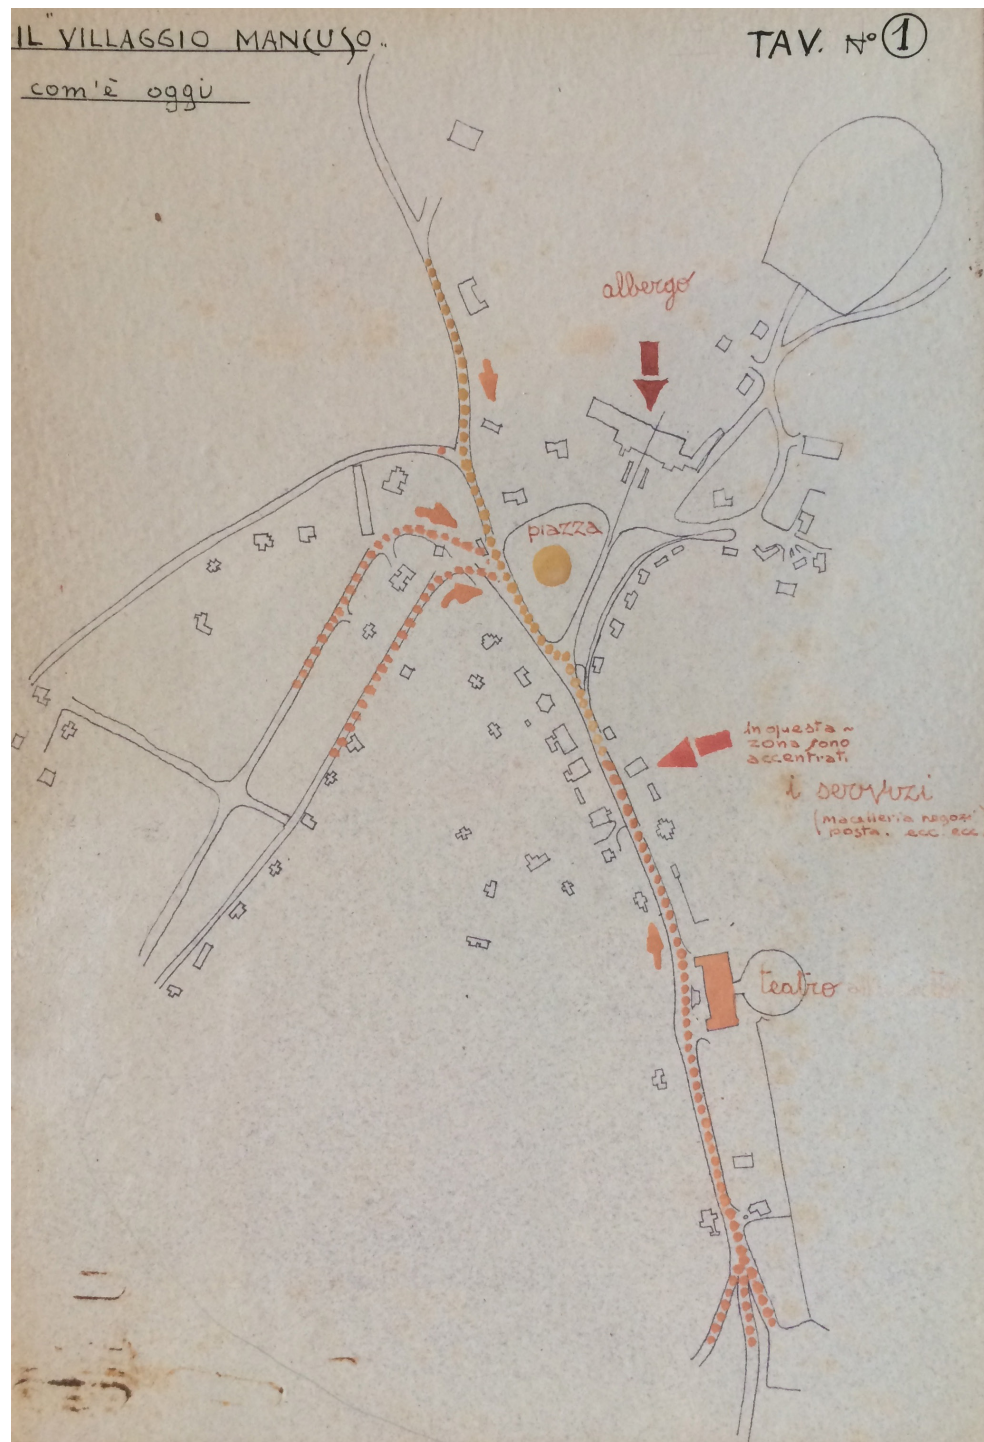 IL "VILLAGGIO MANCUSO"
TAV. N° 1
com'è oggi
albergo
piazza
in questa
zona sono
accentrati
i servizi
(macelleria negozi
posta. ecc. ecc.
teatro